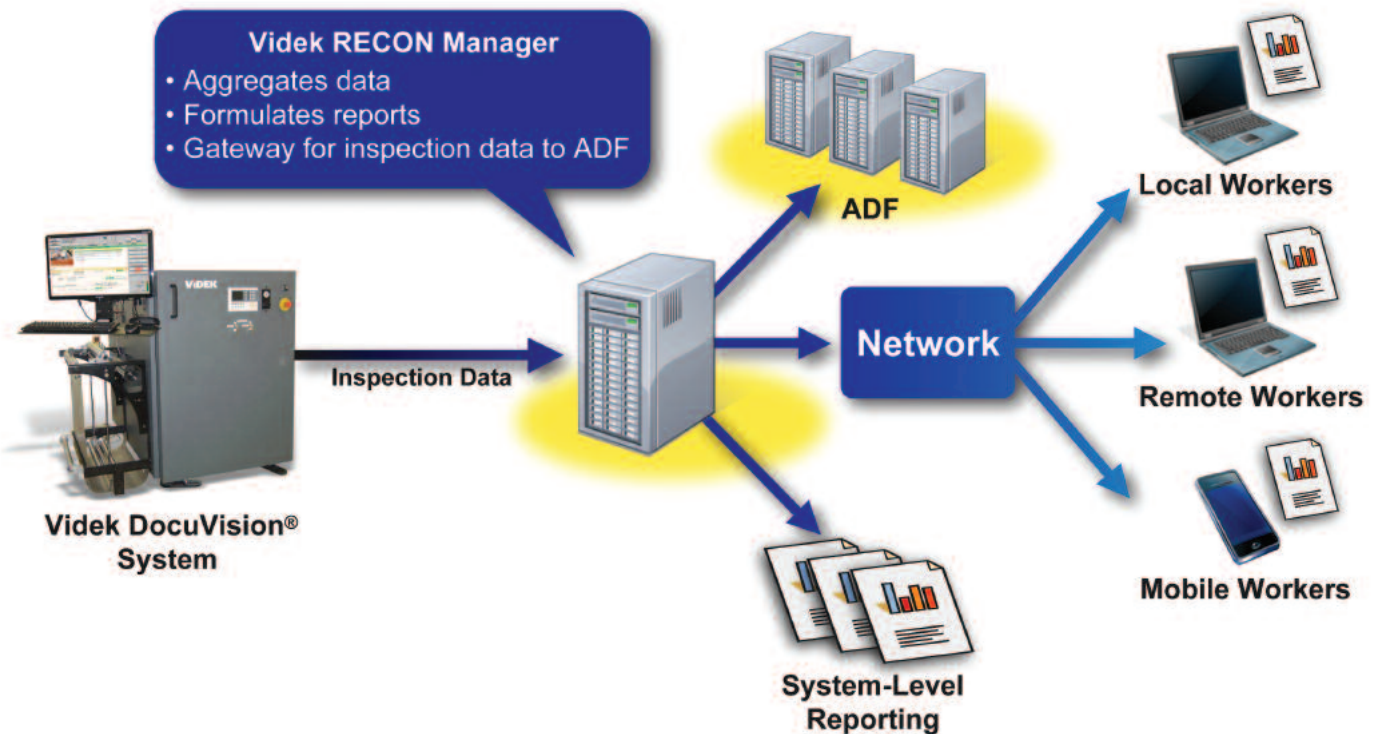 Videk RECON Manager
• Aggregates data
• Formulates reports
• Gateway for inspection data to ADF
ADF
Local Workers
VIDEK
Inspection Data
Network
Remote Workers
Videk DocuVision®
System
Mobile Workers
System-Level
Reporting